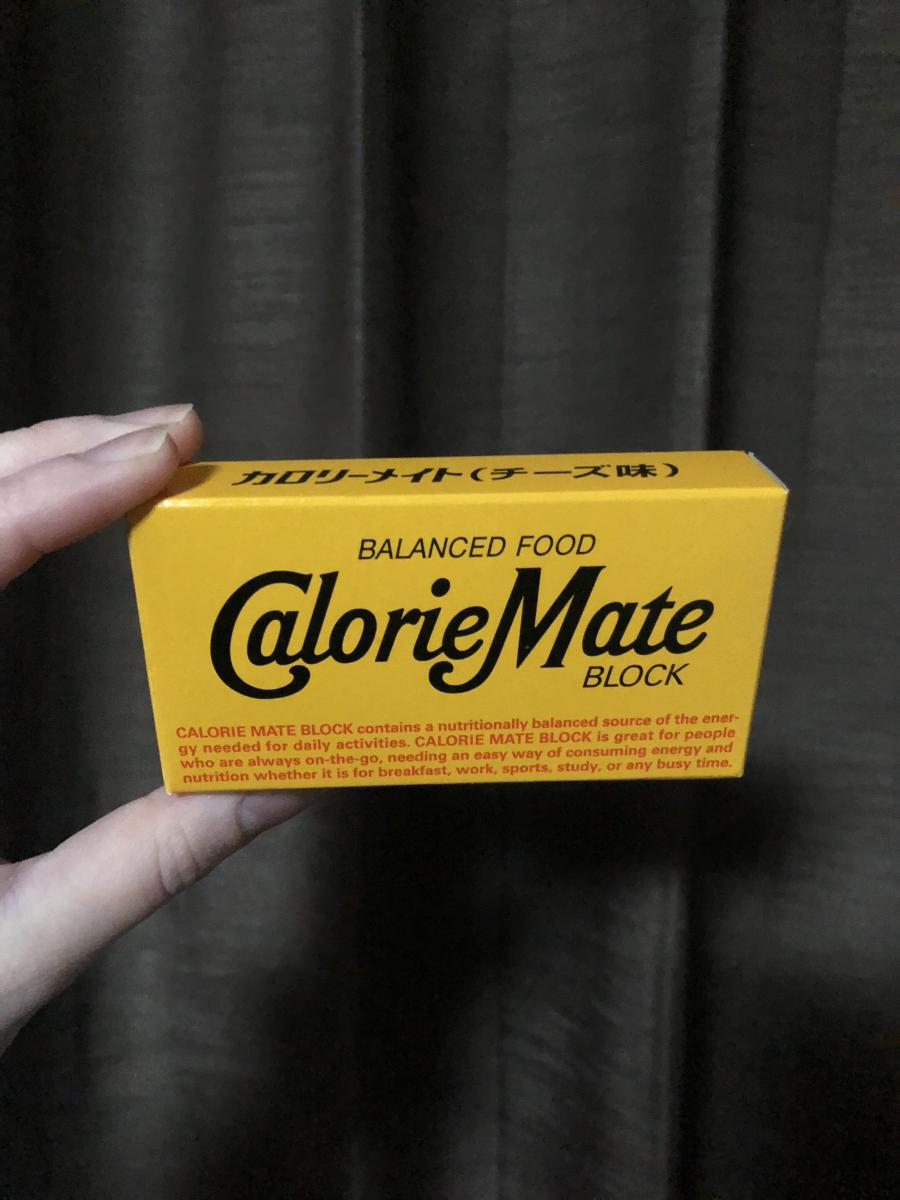 カロリーメイト(チーズ味)
BALANCED FOOD
CalorieMate
BLOCK
CALORIE MATE BLOCK contains a nutritionally balanced source of the ener-
gy needed for daily activities. CALORIE MATE BLOCK is great for people
who are always on-the-go, needing an easy way of consuming energy and
nutrition whether it is for breakfast, work, sports, study, or any busy time.